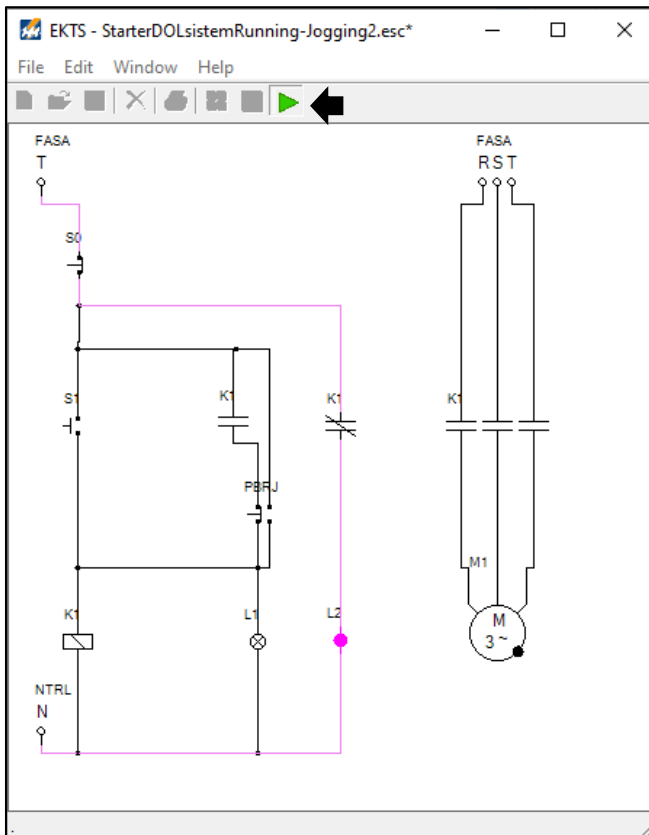 EKTS - StarterDOLsistemRunning-Jogging2.esc*
File Edit Window Help
FASA
T
FASA
R S T
S0
S1
K1
K1
K1
PBRJ
M1
K1
L1
L2
M
3 ~
NTRL
N